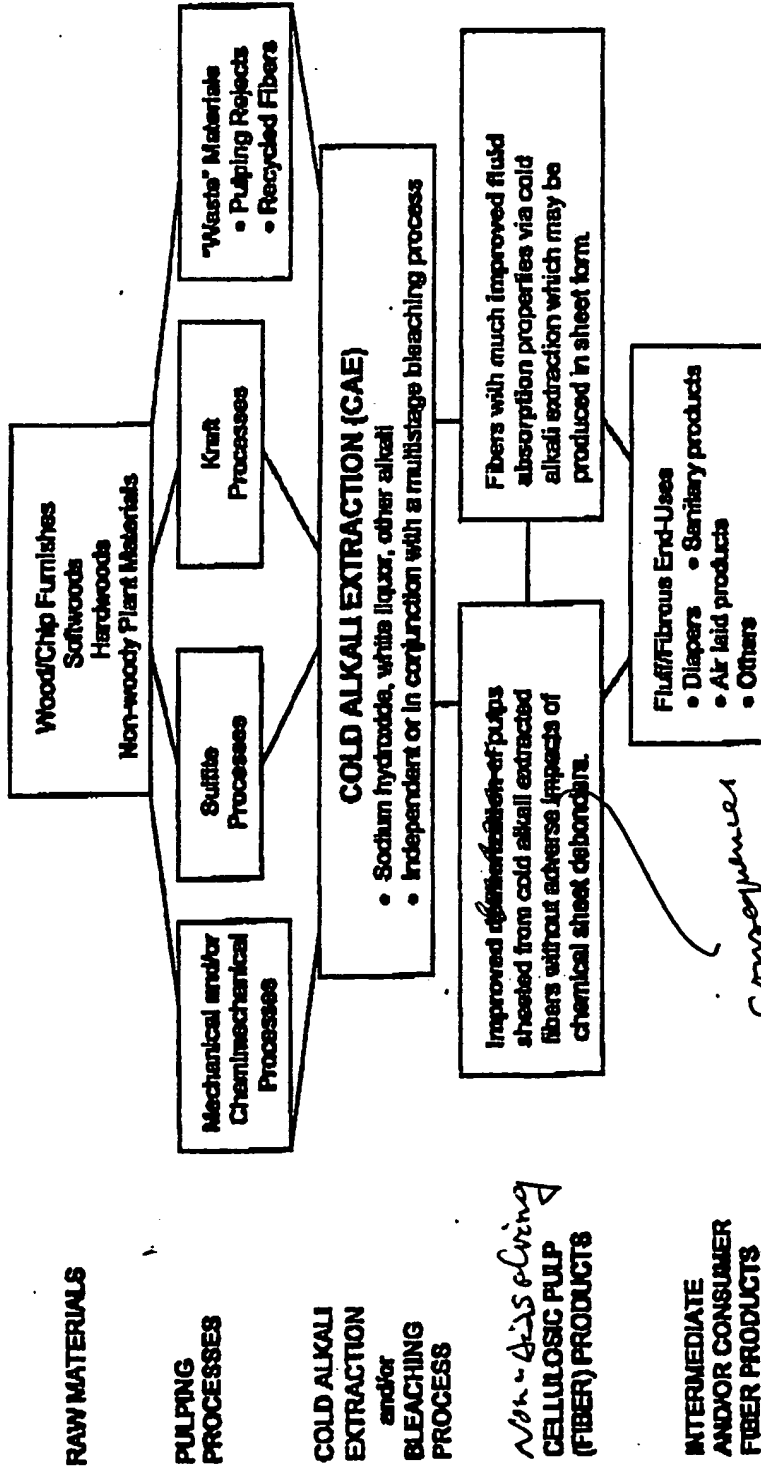 RAW MATERIALS
Wood/Chip Furnishes
Softwoods
Hardwoods
Non-woody Plant Materials
PULPING
PROCESSES
Mechanical and/or
Chemimechanical
Processes
Sulfite
Processes
Kraft
Processes
"Waste" Materials
• Pulping Rejects
• Recycled Fibers
COLD ALKALI
EXTRACTION
and/or
BLEACHING
PROCESS
COLD ALKALI EXTRACTION (CAE)
• Sodium hydroxide, white liquor, other alkali
• Independent or in conjunction with a multistage bleaching process
Non-dissolving
CELLULOSIC PULP
(FIBER) PRODUCTS
Improved of pulps
sheeted from cold alkali extracted
fibers without adverse impacts of
chemical sheet debonders.
consequences
Fibers with much improved fluid
absorption properties via cold
alkali extraction which may be
produced in sheet form.
INTERMEDIATE
AND/OR CONSUMER
FIBER PRODUCTS
Fluff/Fibrous End-Uses
• Diapers • Sanitary products
• Air laid products
• Others